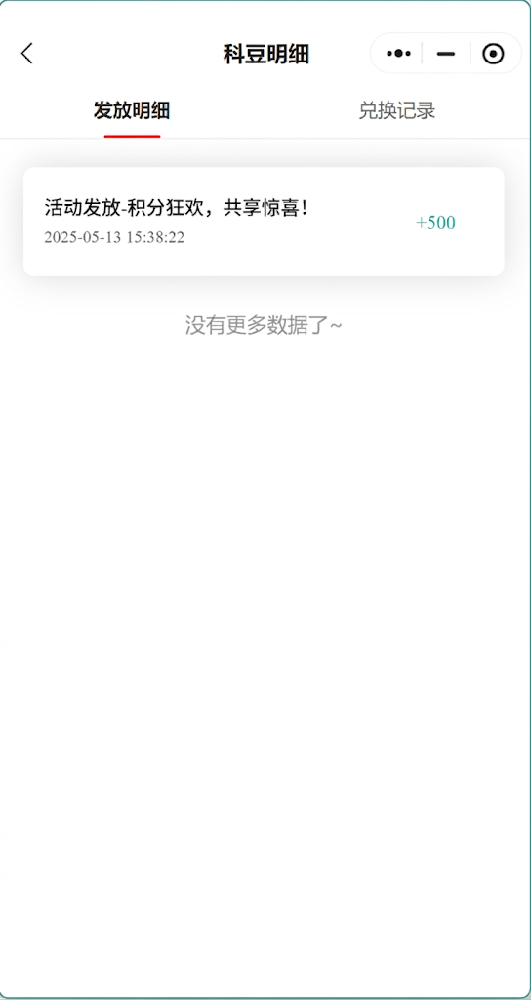 科豆明细
发放明细
兑换记录
活动发放-积分狂欢，共享惊喜！
+500
2025-05-13 15:38:22
没有更多数据了~